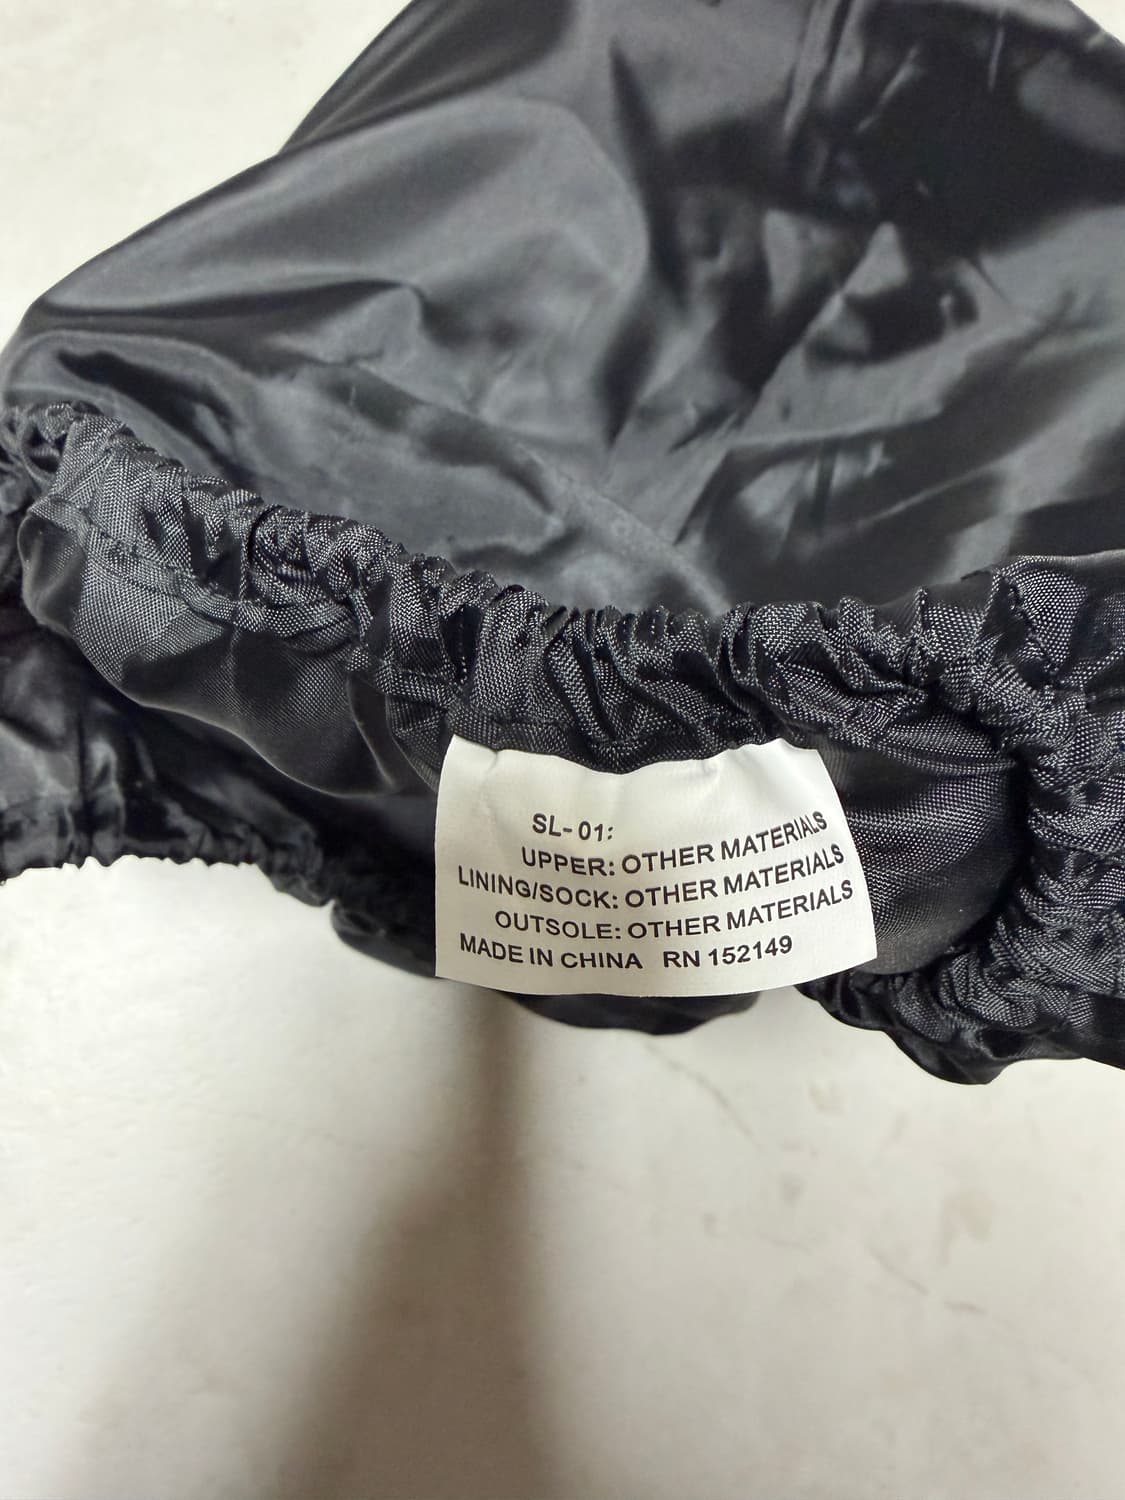 SL-01:
UPPER: OTHER MATERIALS
LINING/SOCK: OTHER MATERIALS
OUTSOLE: OTHER MATERIALS
MADE IN CHINA RN 152149